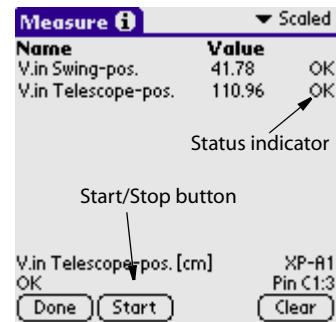 Measure i ▼ Scaled
Name Value
V.in Swing-pos. 41.78 OK
V.in Telescope-pos. 110.96 OK
Status indicator
Start/Stop button
V.in Telescope-pos. [cm] XP-A1
OK Pin C1:3
Done Start Clear